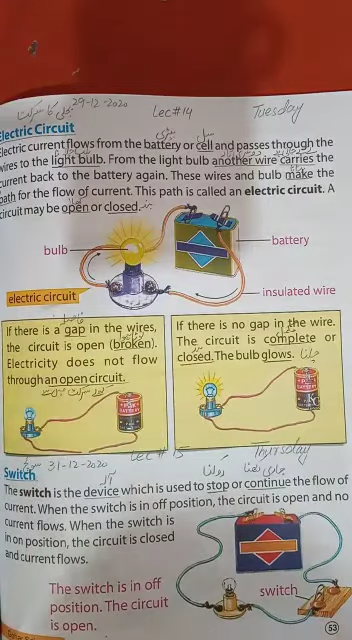 بجلی کا سرکٹ 29-12-2020 Lec#14 Tuesday
Electric Circuit
بیٹری سیل
Electric current flows from the battery or cell and passes through the
wires to the light bulb. From the light bulb another wire carries the
current back to the battery again. These wires and bulb make the
path for the flow of current. This path is called an electric circuit. A
circuit may be open or closed. بند
bulb
battery
electric circuit
insulated wire
If there is a gap in the wires,
the circuit is open (broken).
Electricity does not flow
through an open circuit.
If there is no gap in the wire.
The circuit is complete or
closed. The bulb glows.
BATTERY
31-12-2020 Lec # 15 Thursday
Switch
آلہ روکنا
The switch is the device which is used to stop or continue the flow of
current. When the switch is in off position, the circuit is open and no
current flows. When the switch is
in on position, the circuit is closed
and current flows.
The switch is in off
position. The circuit
is open.
switch
53